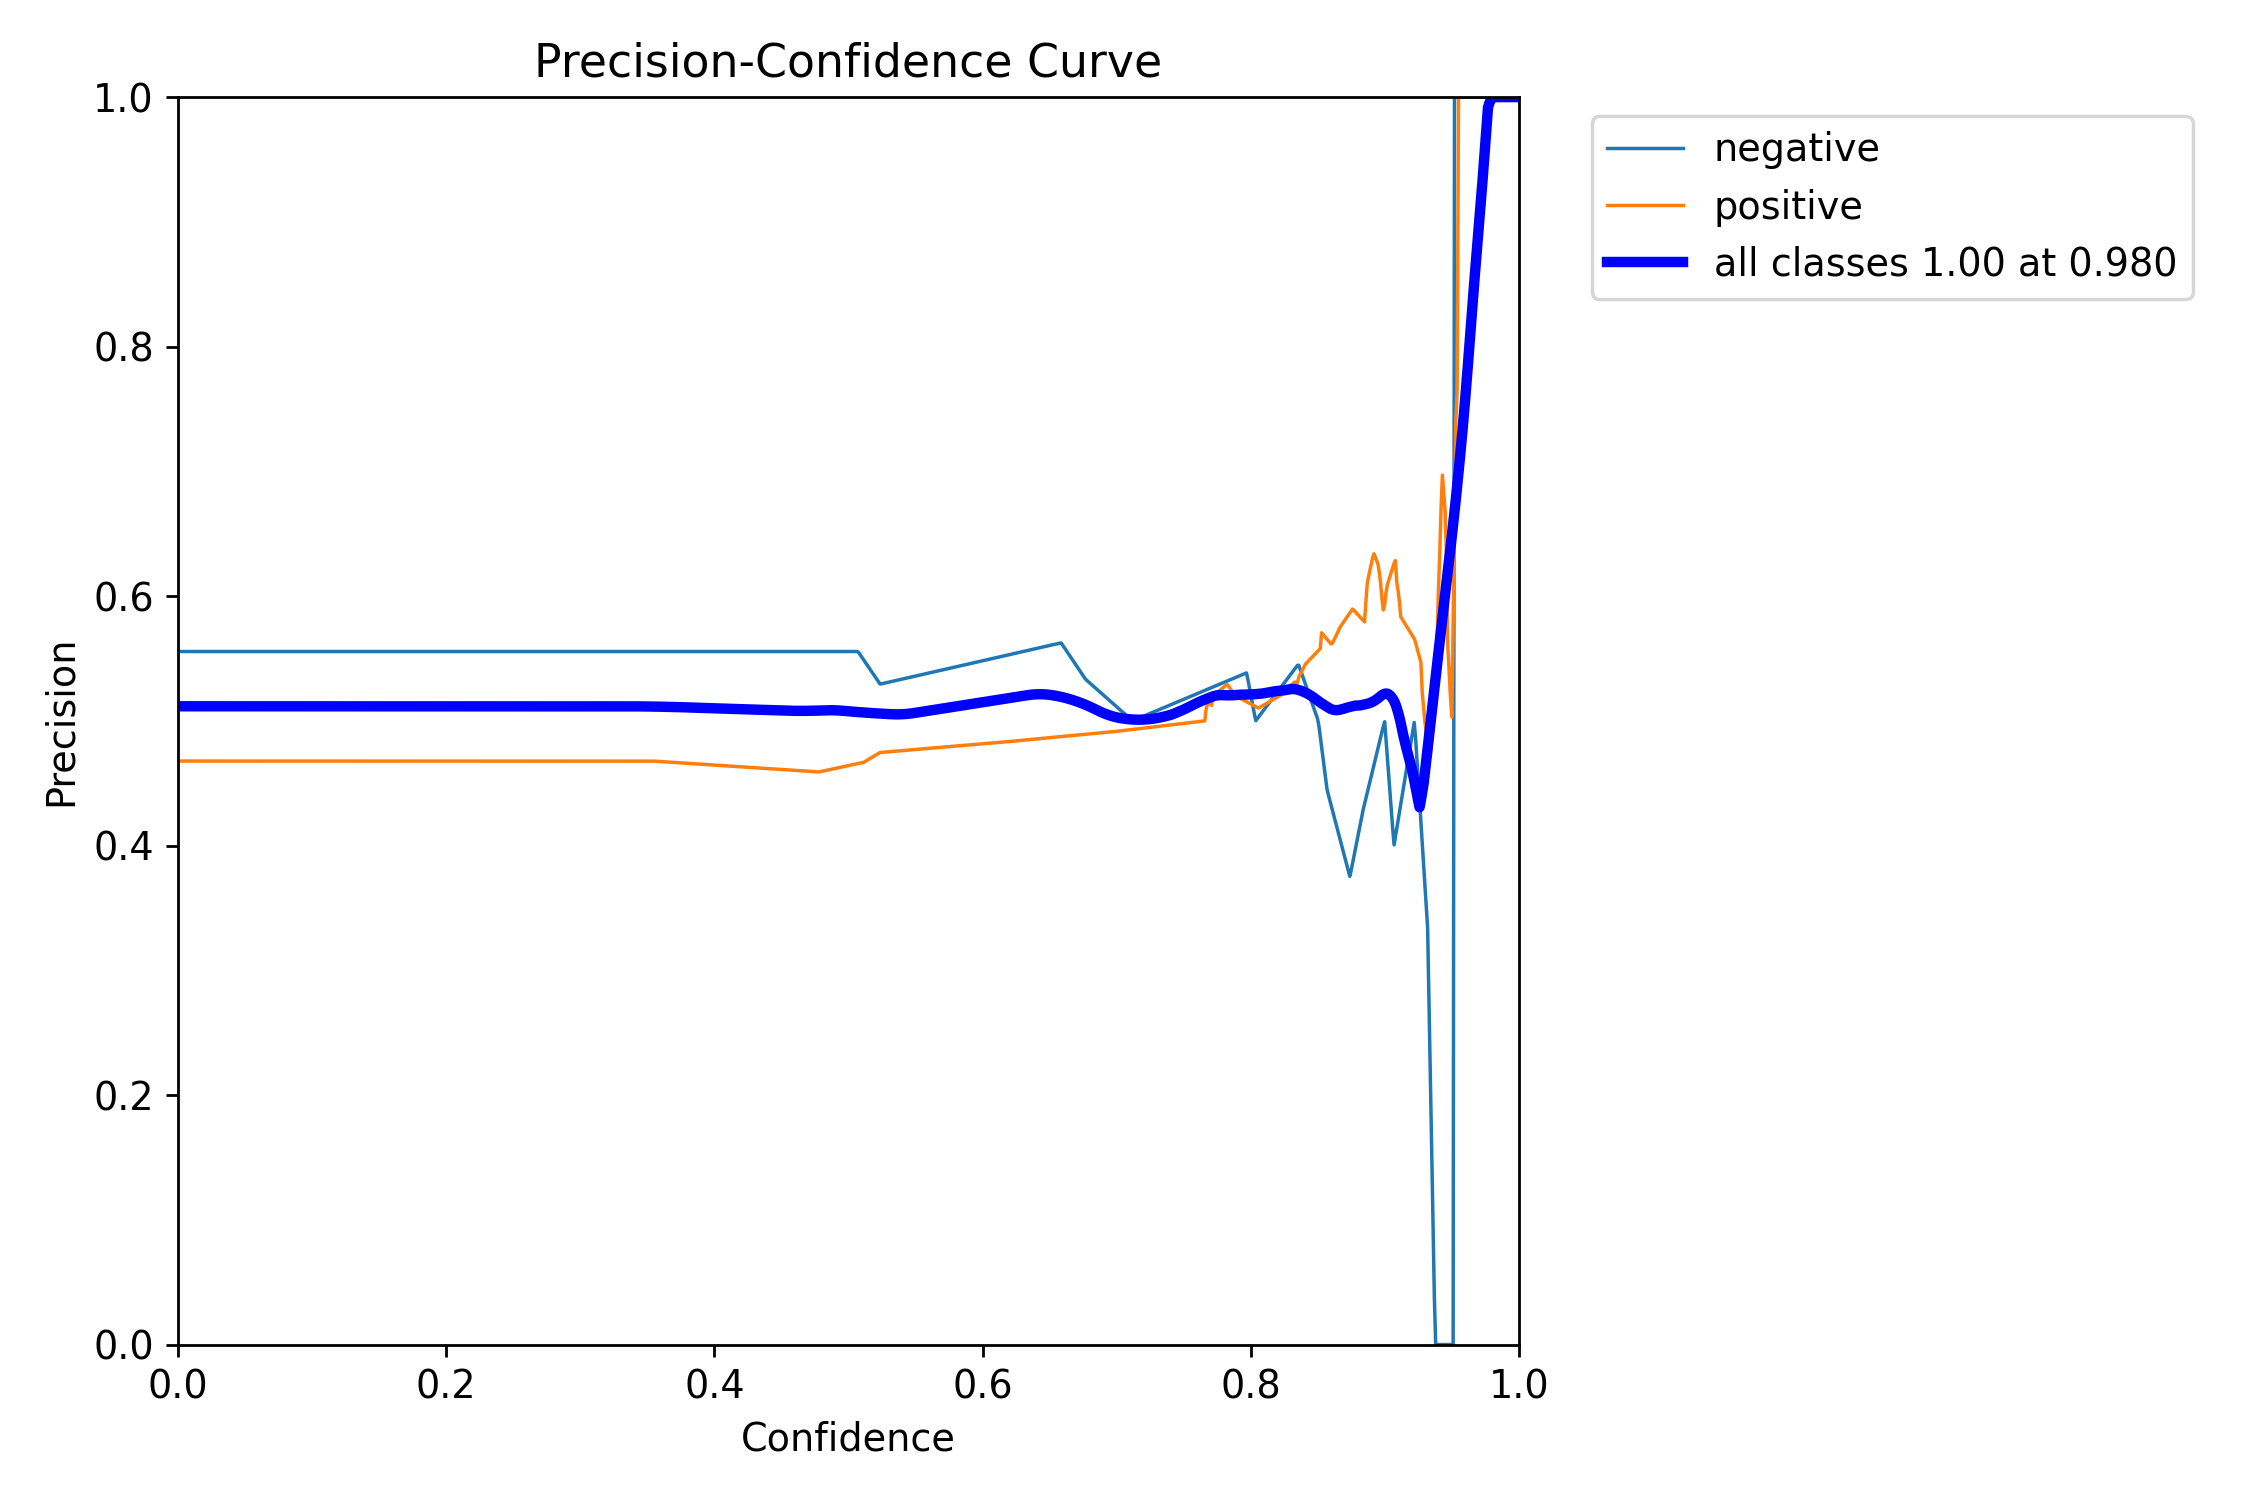 Precision-Confidence Curve
1.0
0.8
0.6
0.4
0.2
0.0
Precision
0.0 0.2 0.4 0.6 0.8 1.0
Confidence
negative
positive
all classes 1.00 at 0.980